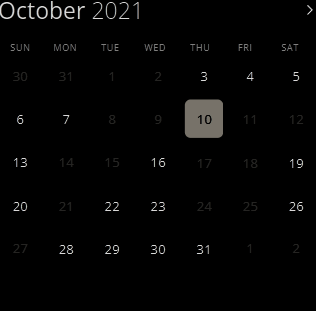 October 2021 >
SUN MON TUE WED THU FRI SAT
30 31 1 2 3 4 5
6 7 8 9 10 11 12
13 14 15 16 17 18 19
20 21 22 23 24 25 26
27 28 29 30 31 1 2